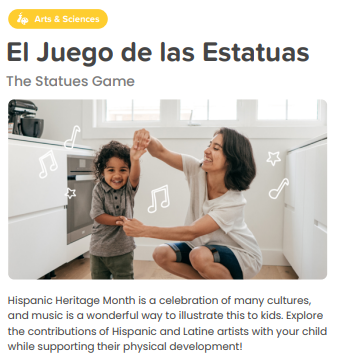 Arts & Sciences
El Juego de las Estatuas
The Statues Game
Hispanic Heritage Month is a celebration of many cultures,
and music is a wonderful way to illustrate this to kids. Explore
the contributions of Hispanic and Latine artists with your child
while supporting their physical development!